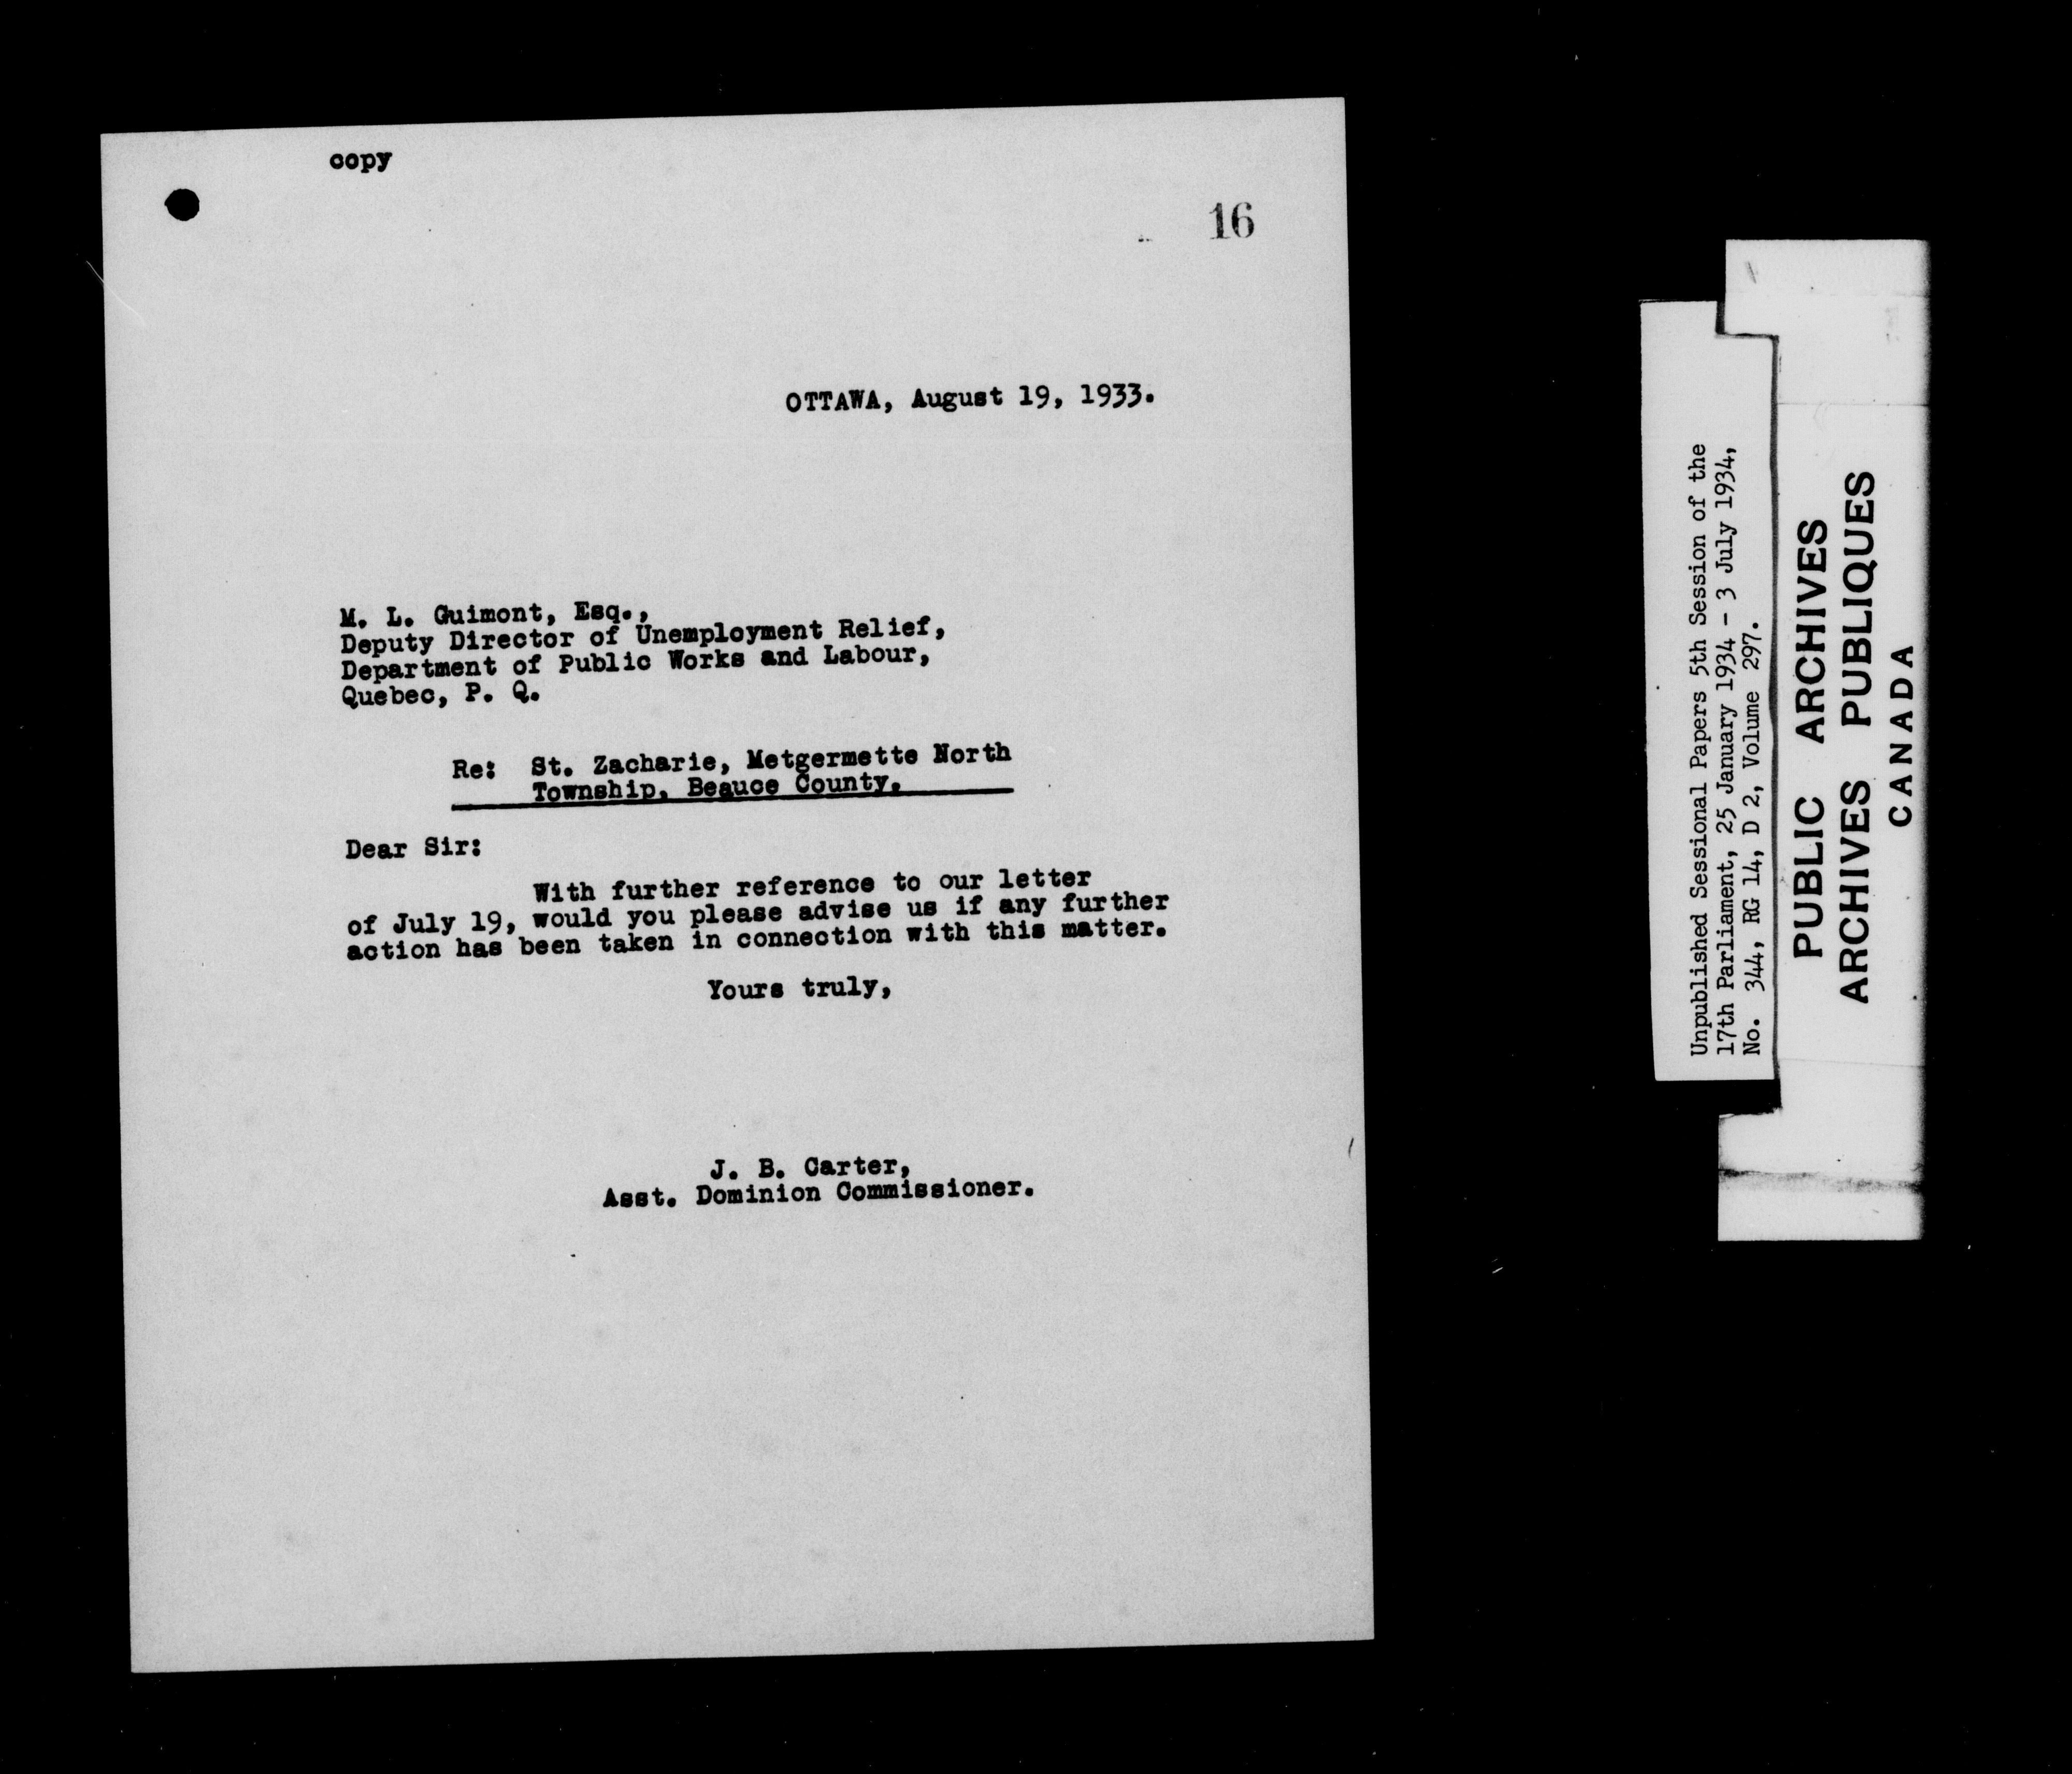 copy
16
OTTAWA, August 19, 1933.
M. L. Guimont, Esq.,
Deputy Director of Unemployment Relief,
Department of Public Works and Labour,
Quebec, P. Q.
Re: St. Zacharie, Metgermette North
Township, Beauce County.
Dear Sir:
With further reference to our letter
of July 19, would you please advise us if any further
action has been taken in connection with this matter.
Yours truly,
J. B. Carter,
Asst. Dominion Commissioner.
Unpublished Sessional Papers 5th Session of the
17th Parliament, 25 January 1934 - 3 July 1934,
No. 344, RG 14, D 2, Volume 297.
PUBLIC ARCHIVES
ARCHIVES PUBLIQUES
CANADA